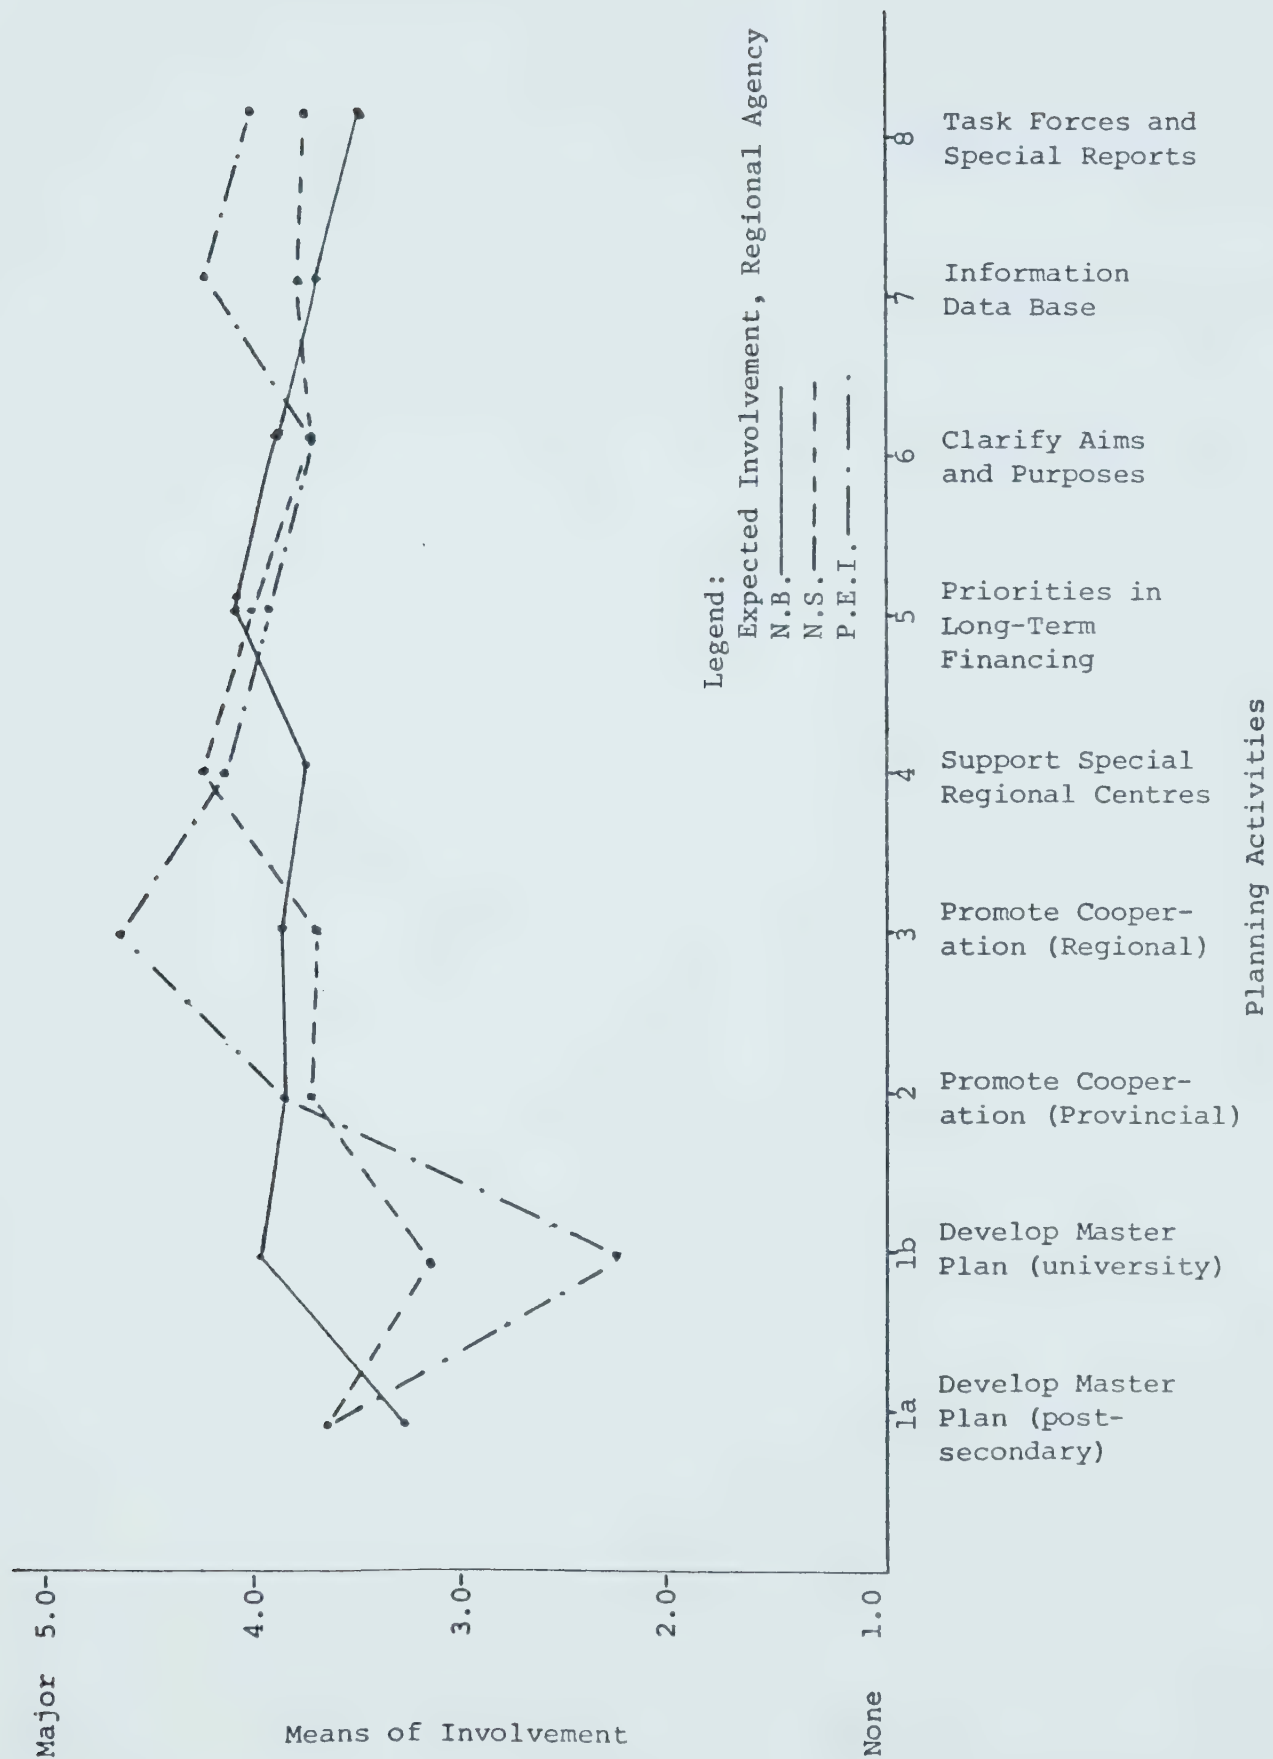 Major 5.0-
4.0-
3.0-
2.0-
None 1.0
Means of Involvement
Legend:
Expected Involvement, Regional Agency
N.B.
N.S.
P.E.I.
1a
1b
2
3
4
5
6
7
8
Develop Master
Plan (post-
secondary)
Develop Master
Plan (university)
Promote Cooper-
ation (Provincial)
Promote Cooper-
ation (Regional)
Support Special
Regional Centres
Priorities in
Long-Term
Financing
Clarify Aims
and Purposes
Information
Data Base
Task Forces and
Special Reports
Planning Activities